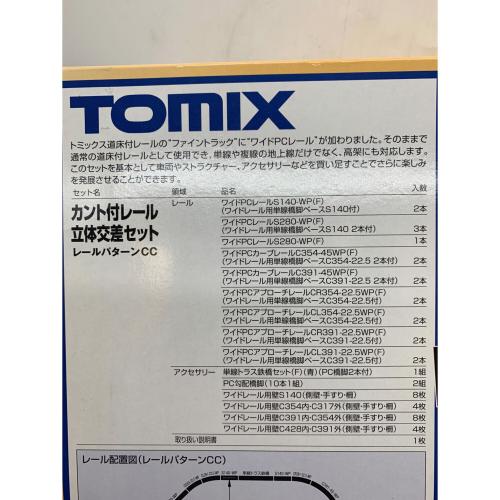 TOMIX
トミックス道床付レールの"ファイントラック"に"ワイドPCレール"が加わりました。そのままで
通常の道床付レールとして使用でき、単線や複線の地上線だけでなく、高架にも対応します。
このセットを基本として車両やストラクチャー、アクセサリーなどを買い足すことでさらに楽しみ
を発展させることができます。
セット名 領域 品名 入数
カント付レール
立体交差セット
レールパターンCC
レール ワイドPCレールS140-WP(F)
(ワイドレール用単線橋脚ベースS140付) 2本
ワイドPCレールS280-WP(F)
(ワイドレール用単線橋脚ベースS140 2本付) 3本
ワイドPCレールS280-WP(F) 1本
ワイドPCカーブレールC354-45WP(F)
(ワイドレール用単線橋脚ベースC354-22.5 2本付) 2本
ワイドPCカーブレールC391-45WP(F)
(ワイドレール用単線橋脚ベースC391-22.5 2本付) 2本
ワイドPCアプローチレールCR354-22.5WP(F)
(ワイドレール用単線橋脚ベースC354-22.5付) 2本
ワイドPCアプローチレールCL354-22.5WP(F)
(ワイドレール用単線橋脚ベースC354-22.5付) 2本
ワイドPCアプローチレールCR391-22.5WP(F)
(ワイドレール用単線橋脚ベースC391-22.5付) 2本
ワイドPCアプローチレールCL391-22.5WP(F)
(ワイドレール用単線橋脚ベースC391-22.5付) 2本
アクセサリー 単線トラス鉄橋セット(F)(青)(PC橋脚2本付) 1組
PC勾配橋脚(10本1組) 2組
ワイドレール用壁S140(側壁・手すり・柵) 8枚
ワイドレール用壁C354内・C317外(側壁・手すり・柵) 4枚
ワイドレール用壁C391内・C354外(側壁・手すり・柵) 8枚
ワイドレール用壁C428内・C391外(側壁・手すり・柵) 4枚
取り扱い説明書 1枚
レール配置図(レールパターンCC)